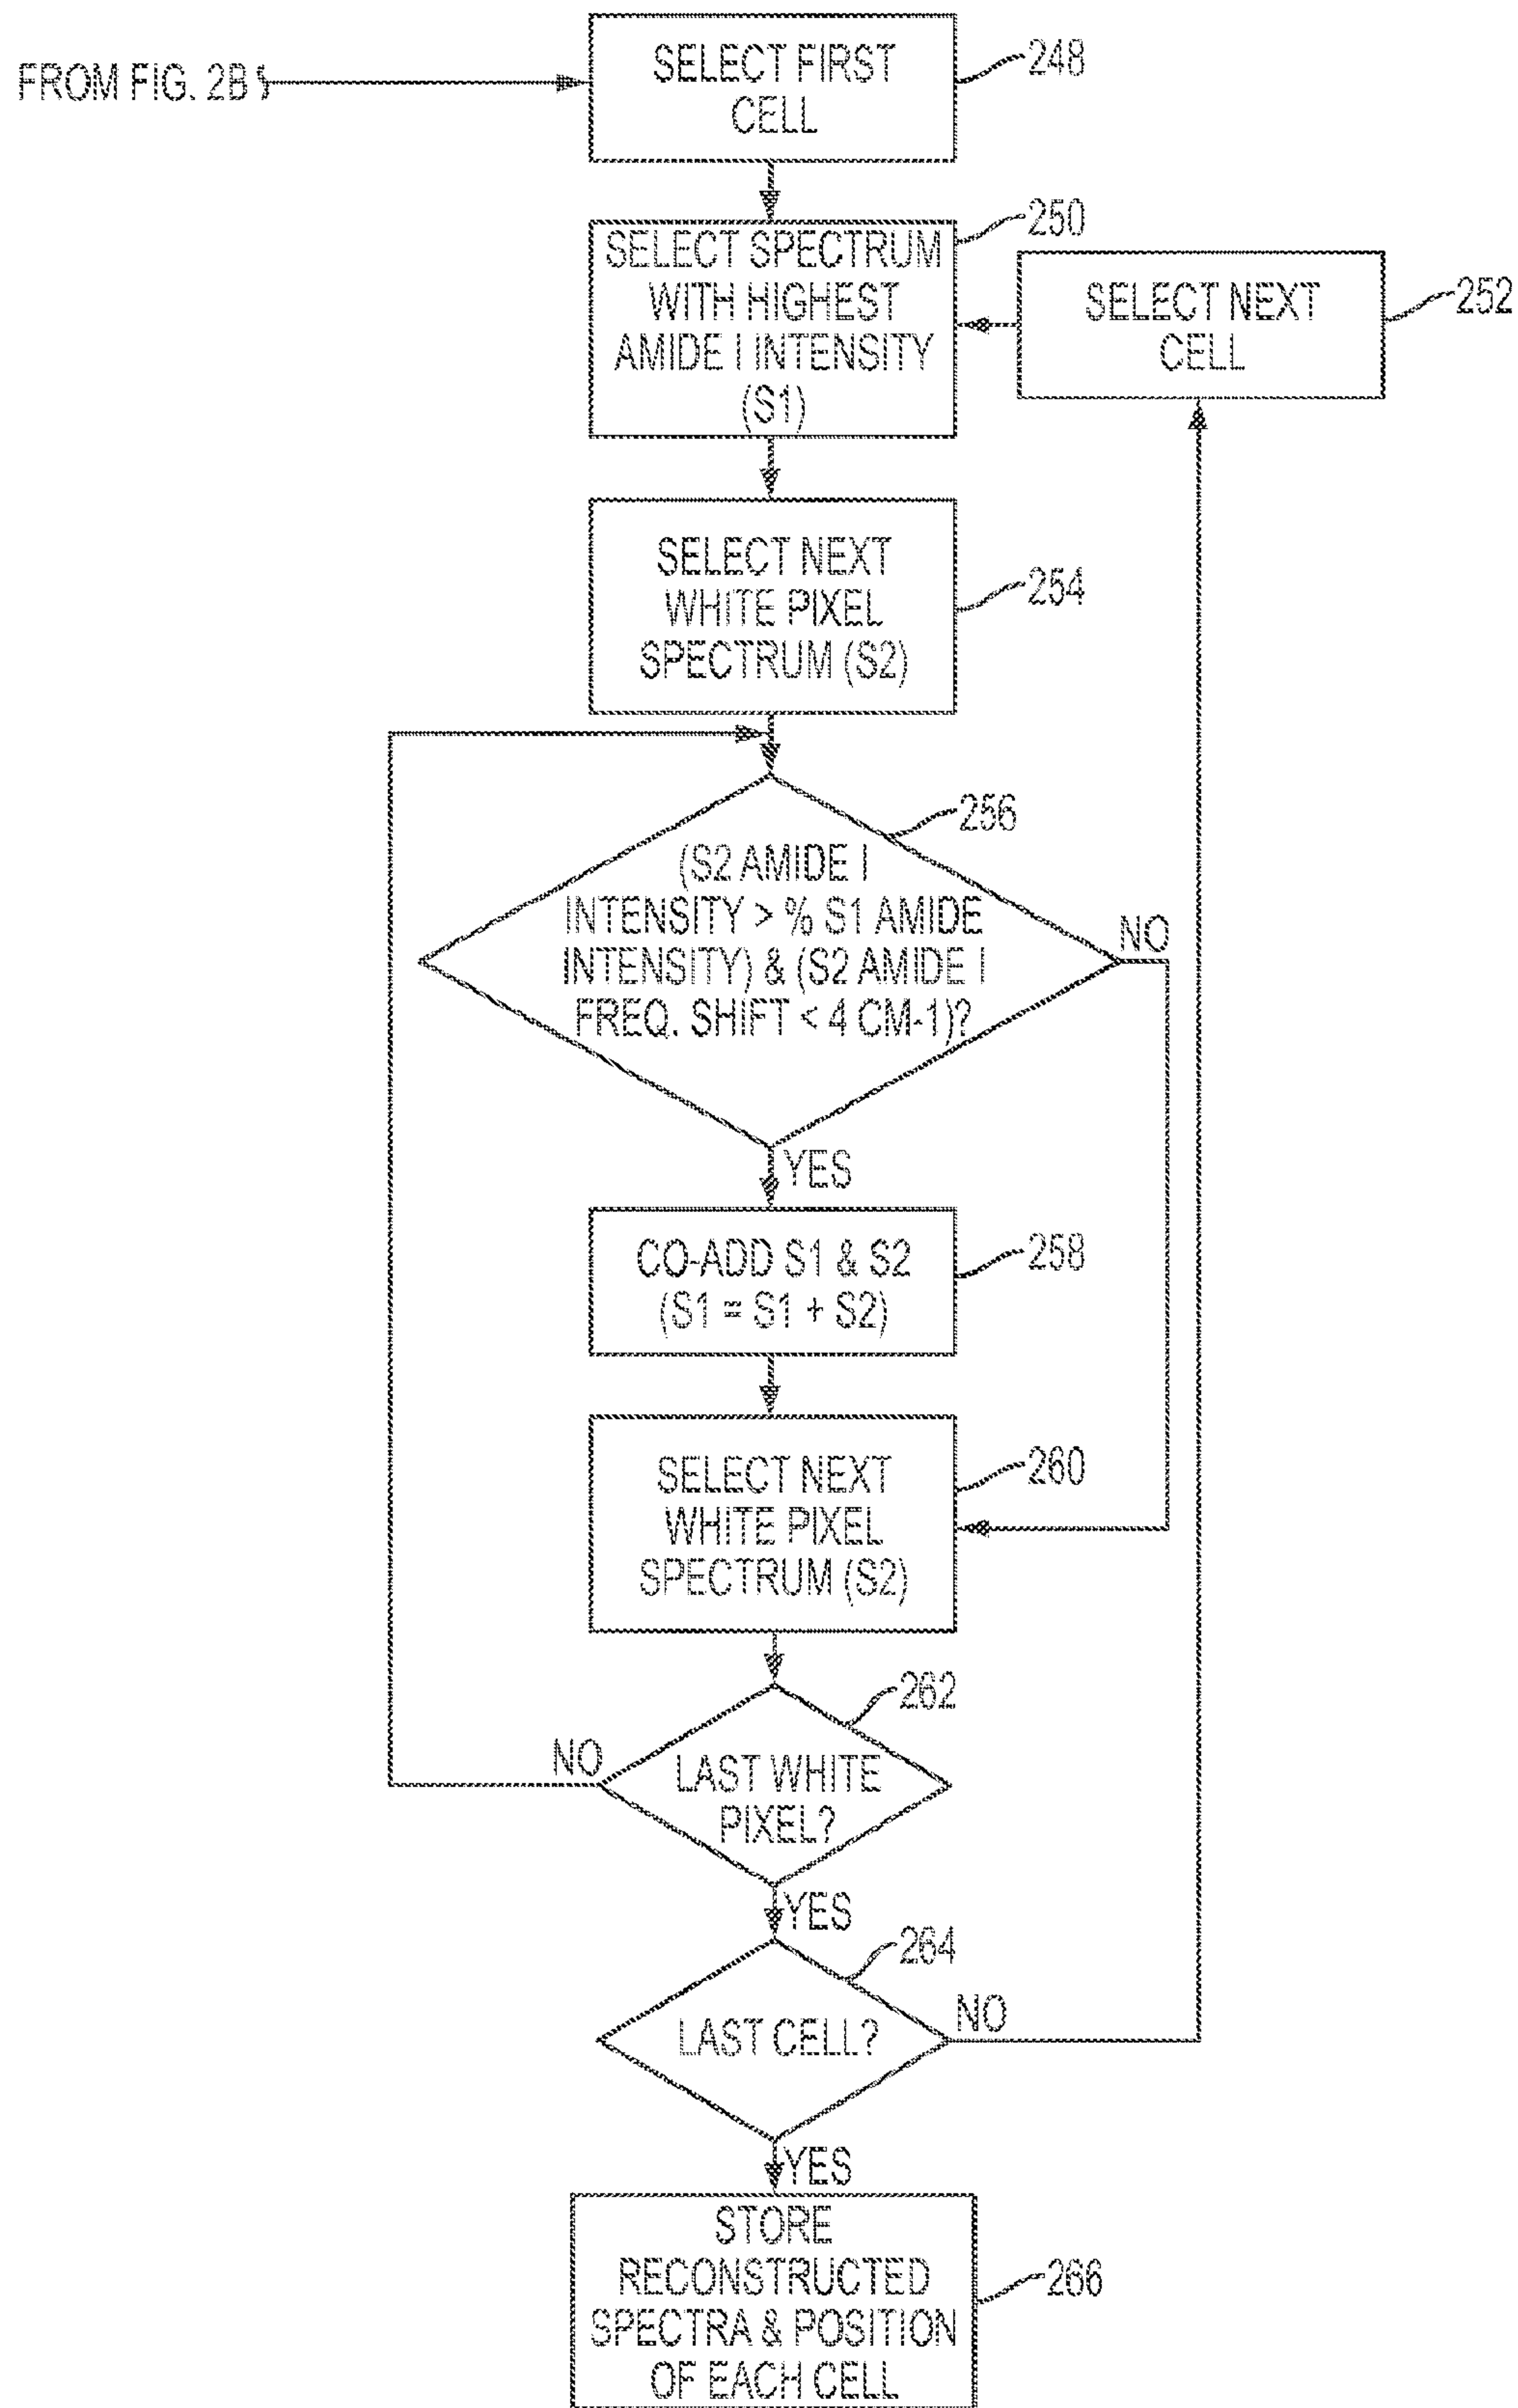 FROM FIG. 2B
SELECT FIRST
CELL
248
SELECT SPECTRUM
WITH HIGHEST
AMIDE I INTENSITY
(S1)
250
SELECT NEXT
CELL
252
SELECT NEXT
WHITE PIXEL
SPECTRUM (S2)
254
256
(S2 AMIDE I
INTENSITY > % S1 AMIDE
INTENSITY) & (S2 AMIDE I
FREQ. SHIFT < 4 CM-1)?
NO
YES
CO-ADD S1 & S2
(S1 = S1 + S2)
258
SELECT NEXT
WHITE PIXEL
SPECTRUM (S2)
260
262
NO
LAST WHITE
PIXEL?
YES
264
LAST CELL?
NO
YES
STORE
RECONSTRUCTED
SPECTRA & POSITION
OF EACH CELL
266